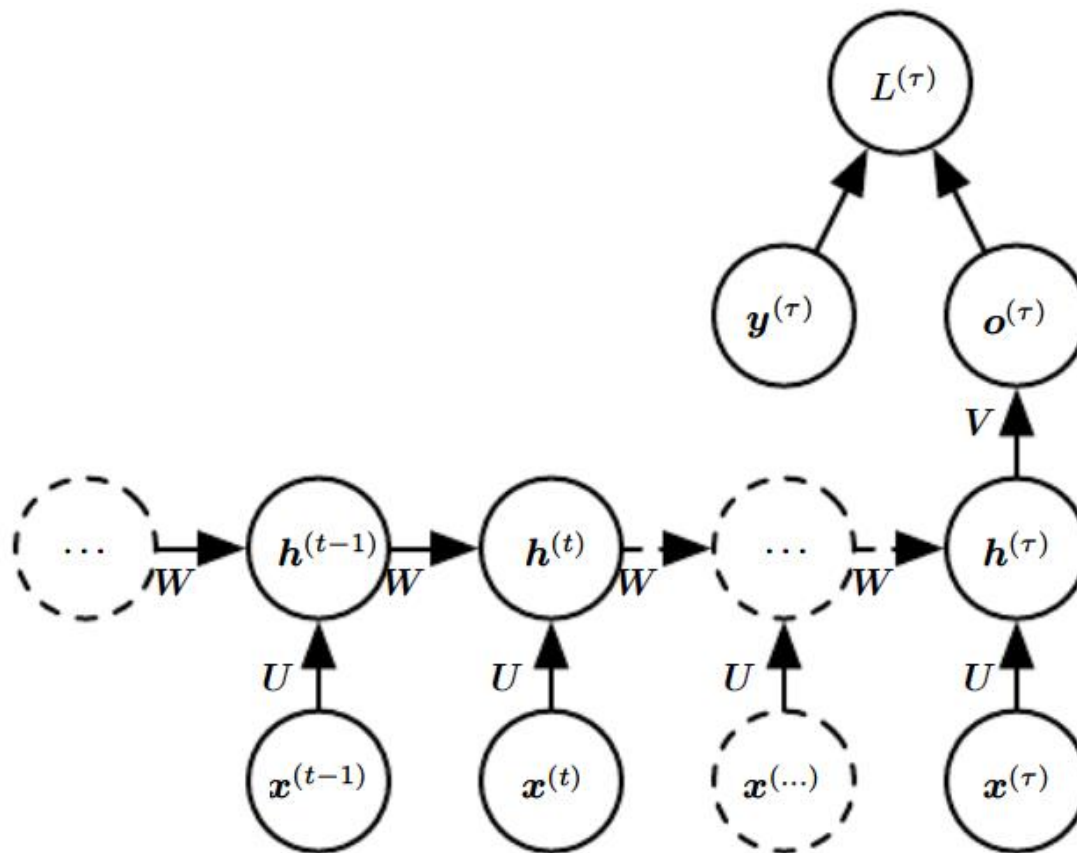 L^(τ)
y^(τ) o^(τ)
V
... h^(t−1) h^(t) ... h^(τ)
W W W W
U U U U
x^(t−1) x^(t) x^(...) x^(τ)